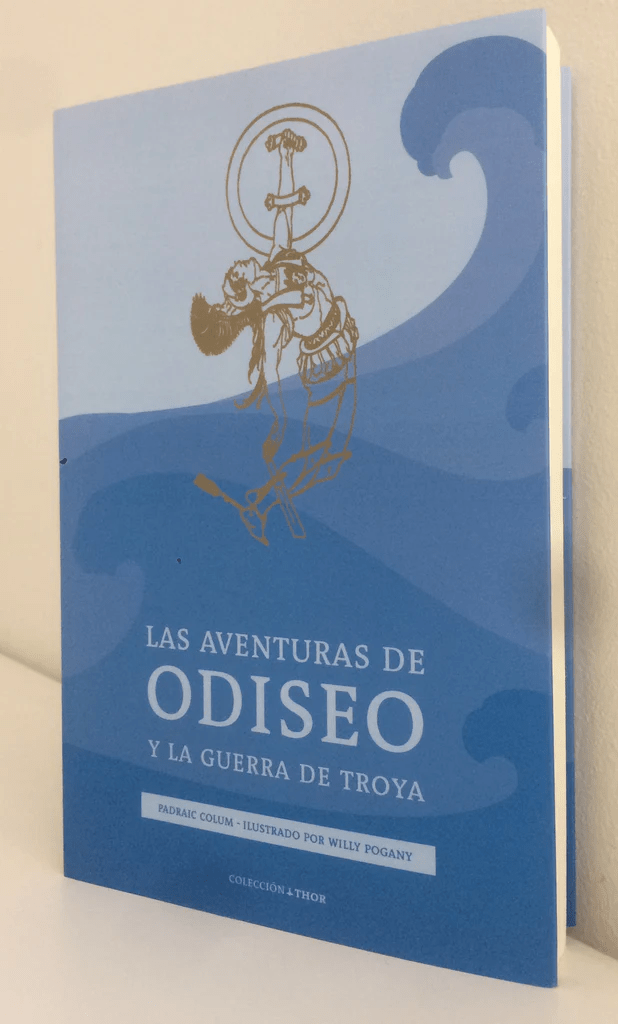 LAS AVENTURAS DE
ODISEO
Y LA GUERRA DE TROYA
PADRAIC COLUM - ILUSTRADO POR WILLY POGANY
COLECCIÓN THOR